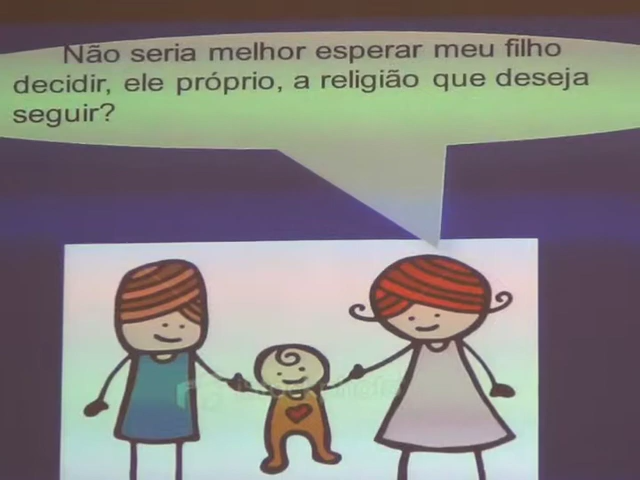 Não seria melhor esperar meu filho
decidir, ele próprio, a religião que deseja
seguir?